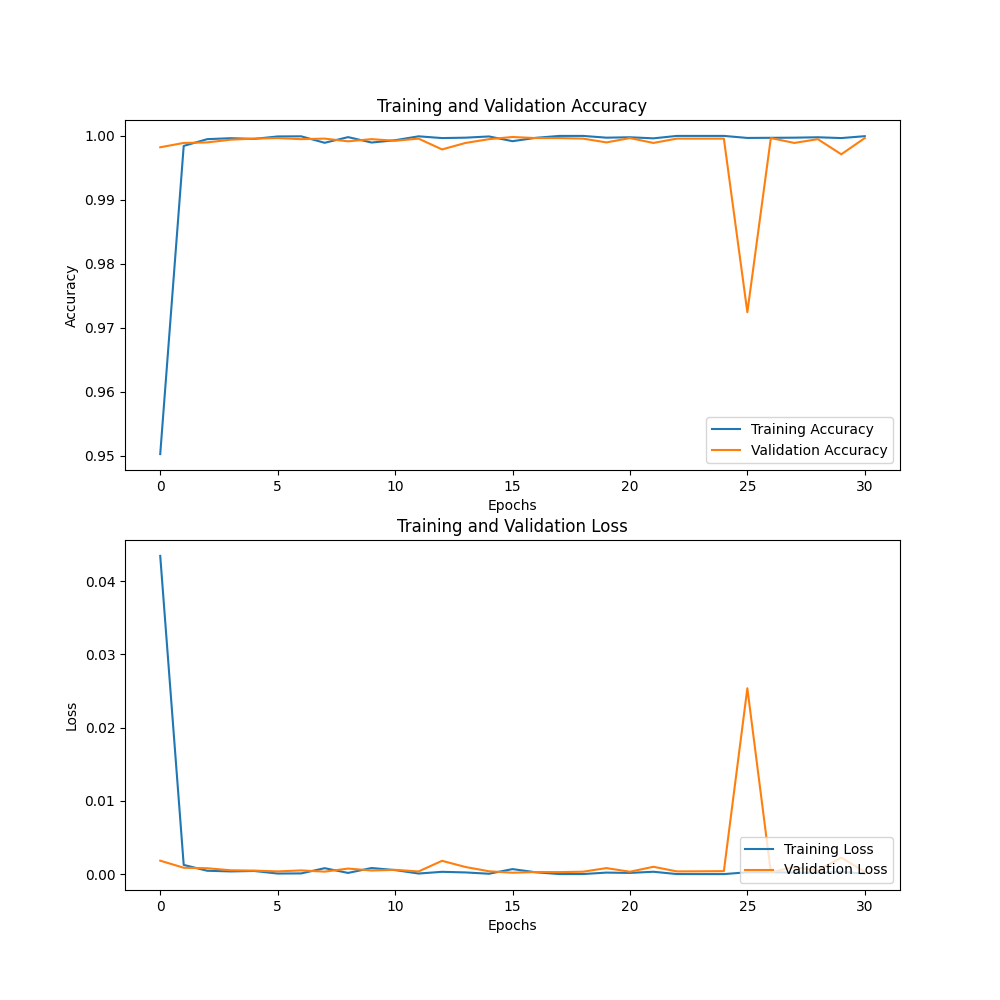 Training and Validation Accuracy
1.00
0.99
0.98
0.97
0.96
0.95
Accuracy
Training Accuracy
Validation Accuracy
0 5 10 15 20 25 30
Epochs
Training and Validation Loss
0.04
0.03
0.02
0.01
0.00
Loss
Training Loss
Validation Loss
0 5 10 15 20 25 30
Epochs